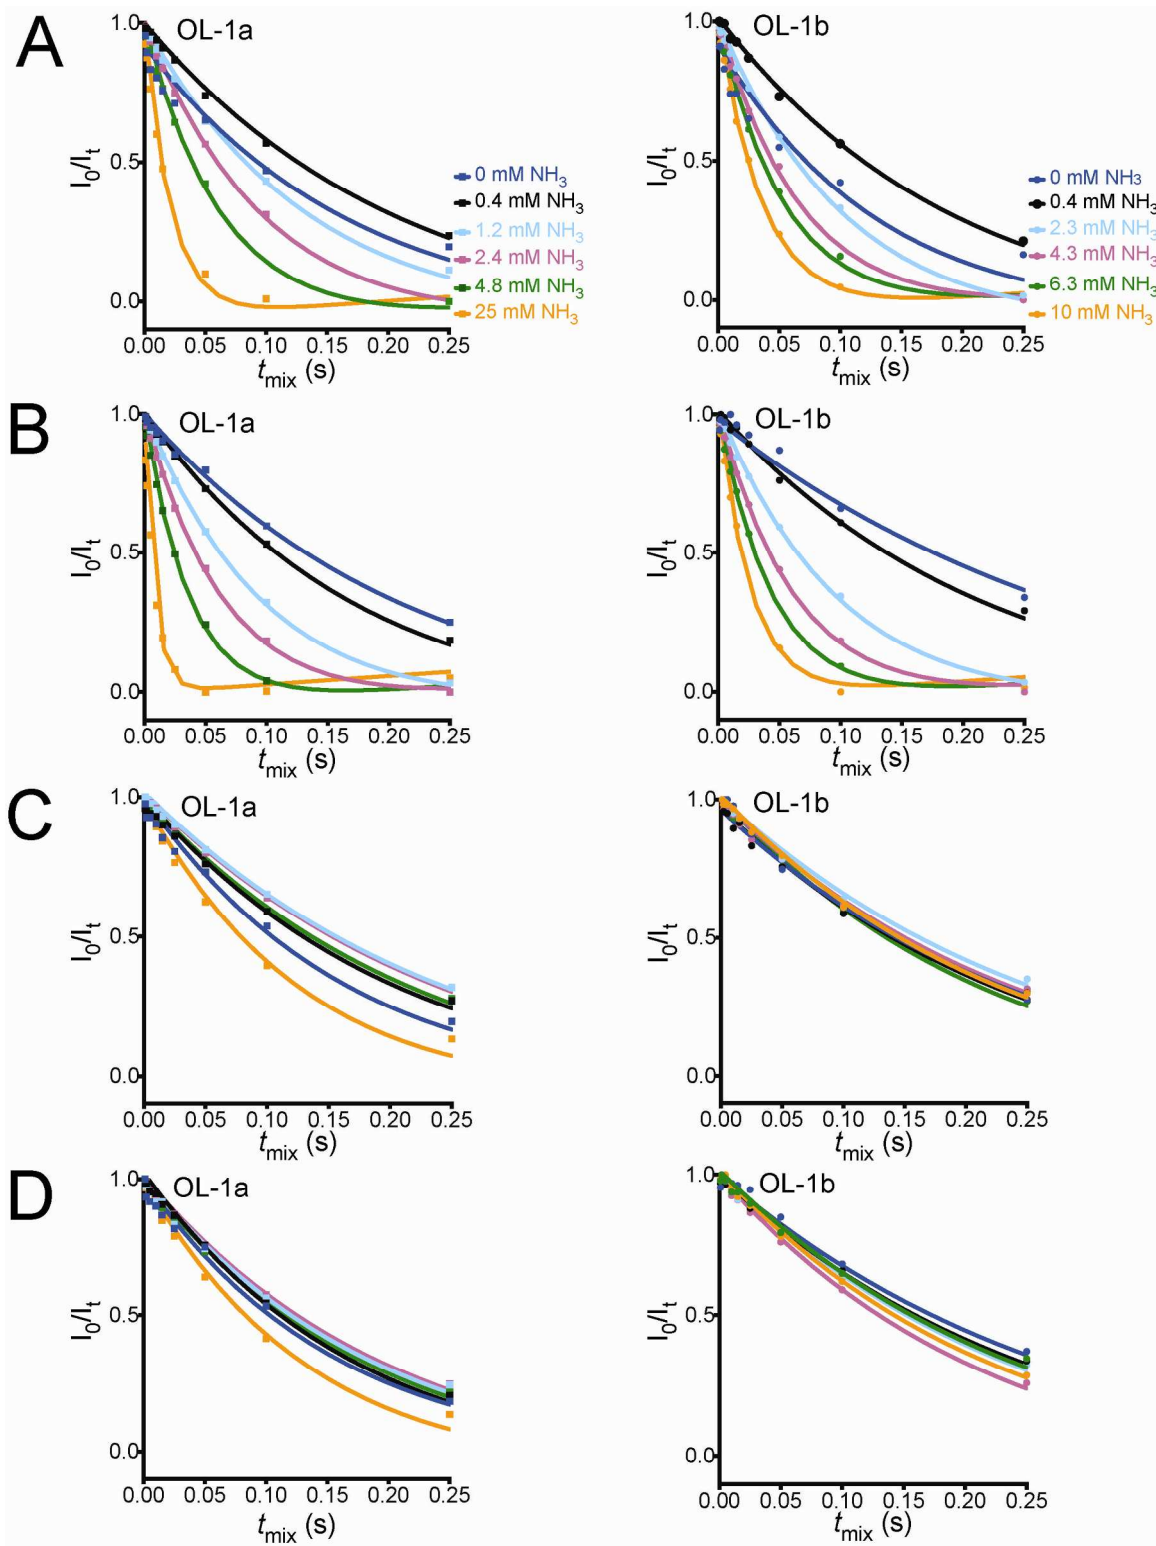 A
OL-1a
I₀/Iₜ
1.0
0.5
0.0
0.00 0.05 0.10 0.15 0.20 0.25
tmix (s)
0 mM NH₃
0.4 mM NH₃
1.2 mM NH₃
2.4 mM NH₃
4.8 mM NH₃
25 mM NH₃
OL-1b
I₀/Iₜ
1.0
0.5
0.0
0.00 0.05 0.10 0.15 0.20 0.25
tmix (s)
0 mM NH₃
0.4 mM NH₃
2.3 mM NH₃
4.3 mM NH₃
6.3 mM NH₃
10 mM NH₃
B
OL-1a
I₀/Iₜ
1.0
0.5
0.0
0.00 0.05 0.10 0.15 0.20 0.25
tmix (s)
OL-1b
I₀/Iₜ
1.0
0.5
0.0
0.00 0.05 0.10 0.15 0.20 0.25
tmix (s)
C
OL-1a
I₀/Iₜ
1.0
0.5
0.0
0.00 0.05 0.10 0.15 0.20 0.25
tmix (s)
OL-1b
I₀/Iₜ
1.0
0.5
0.0
0.00 0.05 0.10 0.15 0.20 0.25
tmix (s)
D
OL-1a
I₀/Iₜ
1.0
0.5
0.0
0.00 0.05 0.10 0.15 0.20 0.25
tmix (s)
OL-1b
I₀/Iₜ
1.0
0.5
0.0
0.00 0.05 0.10 0.15 0.20 0.25
tmix (s)